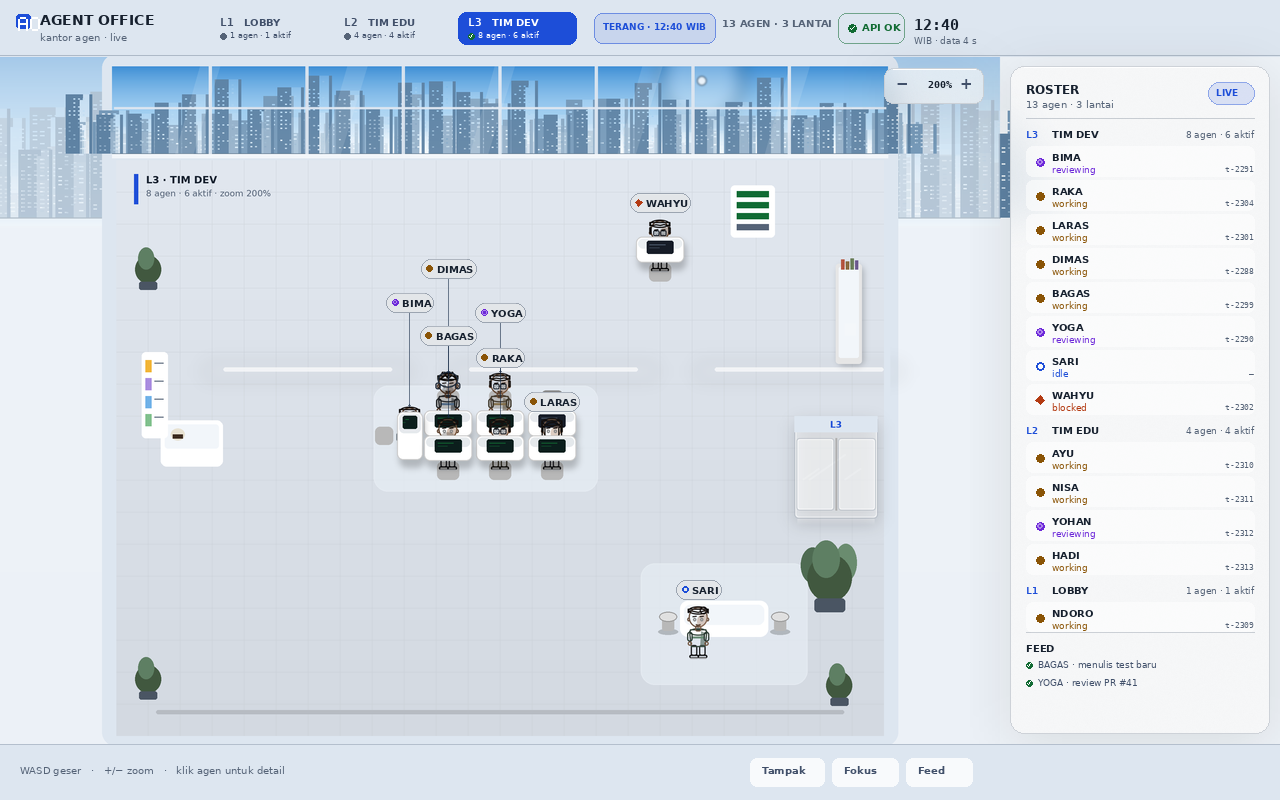 AGENT OFFICE
kantor agen · live
L1 LOBBY
1 agen · 1 aktif
L2 TIM EDU
4 agen · 4 aktif
L3 TIM DEV
8 agen · 6 aktif
TERANG · 12:40 WIB
13 AGEN · 3 LANTAI
API OK
12:40
WIB · data 4 s
− 200% +
L3 · TIM DEV
8 agen · 6 aktif · zoom 200%
WAHYU
DIMAS
BIMA
YOGA
BAGAS
RAKA
LARAS
L3
SARI
ROSTER
13 agen · 3 lantai
LIVE
L3 TIM DEV 8 agen · 6 aktif
BIMA
reviewing t-2291
RAKA
working t-2304
LARAS
working t-2301
DIMAS
working t-2288
BAGAS
working t-2299
YOGA
reviewing t-2290
SARI
idle —
WAHYU
blocked t-2302
L2 TIM EDU 4 agen · 4 aktif
AYU
working t-2310
NISA
working t-2311
YOHAN
reviewing t-2312
HADI
working t-2313
L1 LOBBY 1 agen · 1 aktif
NDORO
working t-2309
FEED
BAGAS · menulis test baru
YOGA · review PR #41
WASD geser · +/− zoom · klik agen untuk detail
Tampak
Fokus
Feed